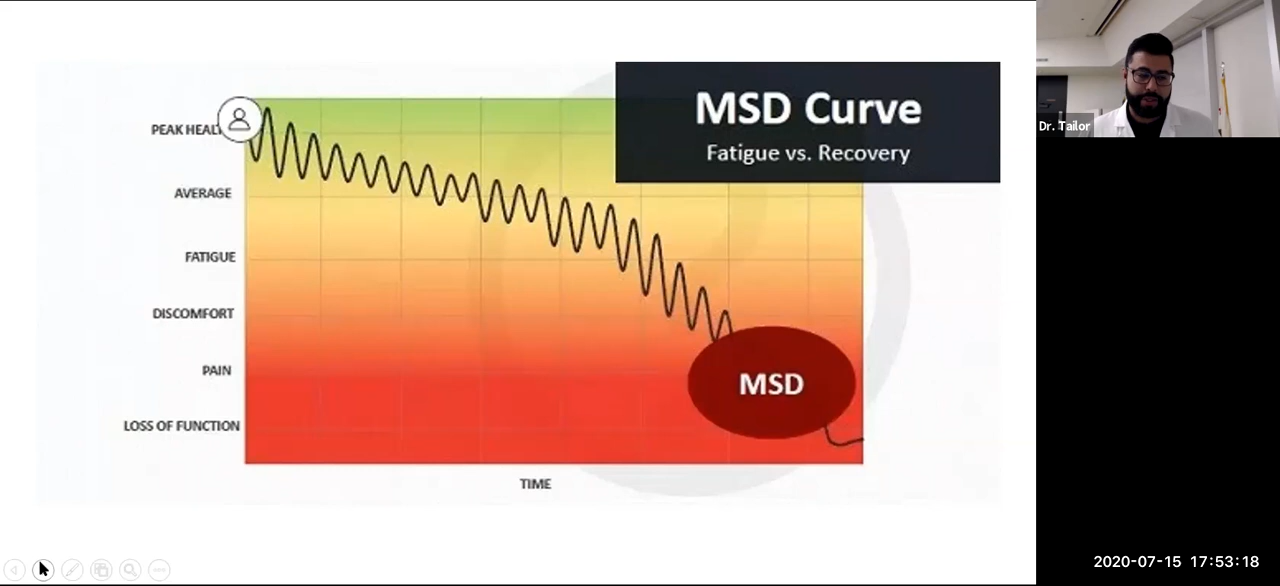 MSD Curve
Fatigue vs. Recovery
PEAK HEAL
AVERAGE
FATIGUE
DISCOMFORT
PAIN
LOSS OF FUNCTION
MSD
TIME
Dr. Tailor
2020-07-15 17:53:18